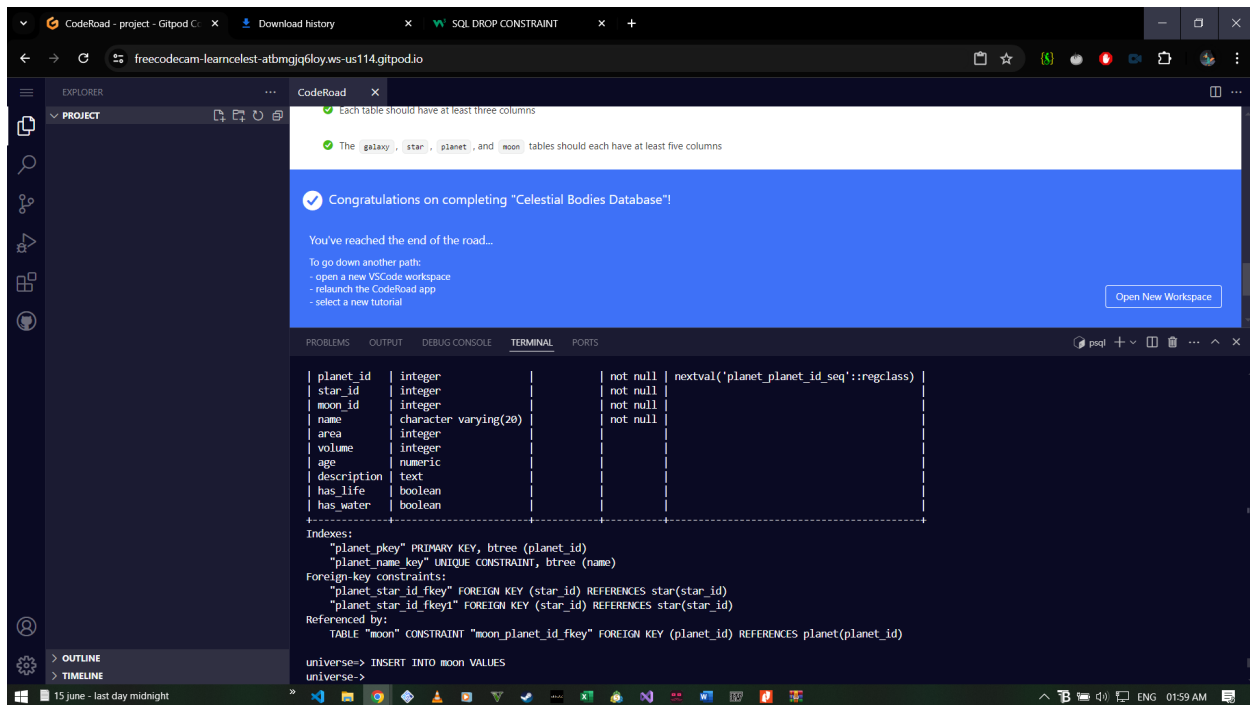 CodeRoad - project - Gitpod Co
Download history
SQL DROP CONSTRAINT
freecodecam-learncelest-atbmgjq6loy.ws-us114.gitpod.io
EXPLORER
PROJECT
CodeRoad
Each table should have at least three columns
The galaxy , star , planet , and moon tables should each have at least five columns
Congratulations on completing "Celestial Bodies Database"!
You've reached the end of the road...
To go down another path:
- open a new VSCode workspace
- relaunch the CodeRoad app
- select a new tutorial
Open New Workspace
PROBLEMS OUTPUT DEBUG CONSOLE TERMINAL PORTS
psql
| planet_id | integer | | not null | nextval('planet_planet_id_seq'::regclass) |
| star_id | integer | | not null | |
| moon_id | integer | | not null | |
| name | character varying(20) | | not null | |
| area | integer | | | |
| volume | integer | | | |
| age | numeric | | | |
| description | text | | | |
| has_life | boolean | | | |
| has_water | boolean | | | |
+-------------+-----------------------+-----------+----------+-------------------------------------------+
Indexes:
"planet_pkey" PRIMARY KEY, btree (planet_id)
"planet_name_key" UNIQUE CONSTRAINT, btree (name)
Foreign-key constraints:
"planet_star_id_fkey" FOREIGN KEY (star_id) REFERENCES star(star_id)
"planet_star_id_fkey1" FOREIGN KEY (star_id) REFERENCES star(star_id)
Referenced by:
TABLE "moon" CONSTRAINT "moon_planet_id_fkey" FOREIGN KEY (planet_id) REFERENCES planet(planet_id)
universe=> INSERT INTO moon VALUES
universe->
OUTLINE
TIMELINE
15 june - last day midnight
ENG 01:59 AM